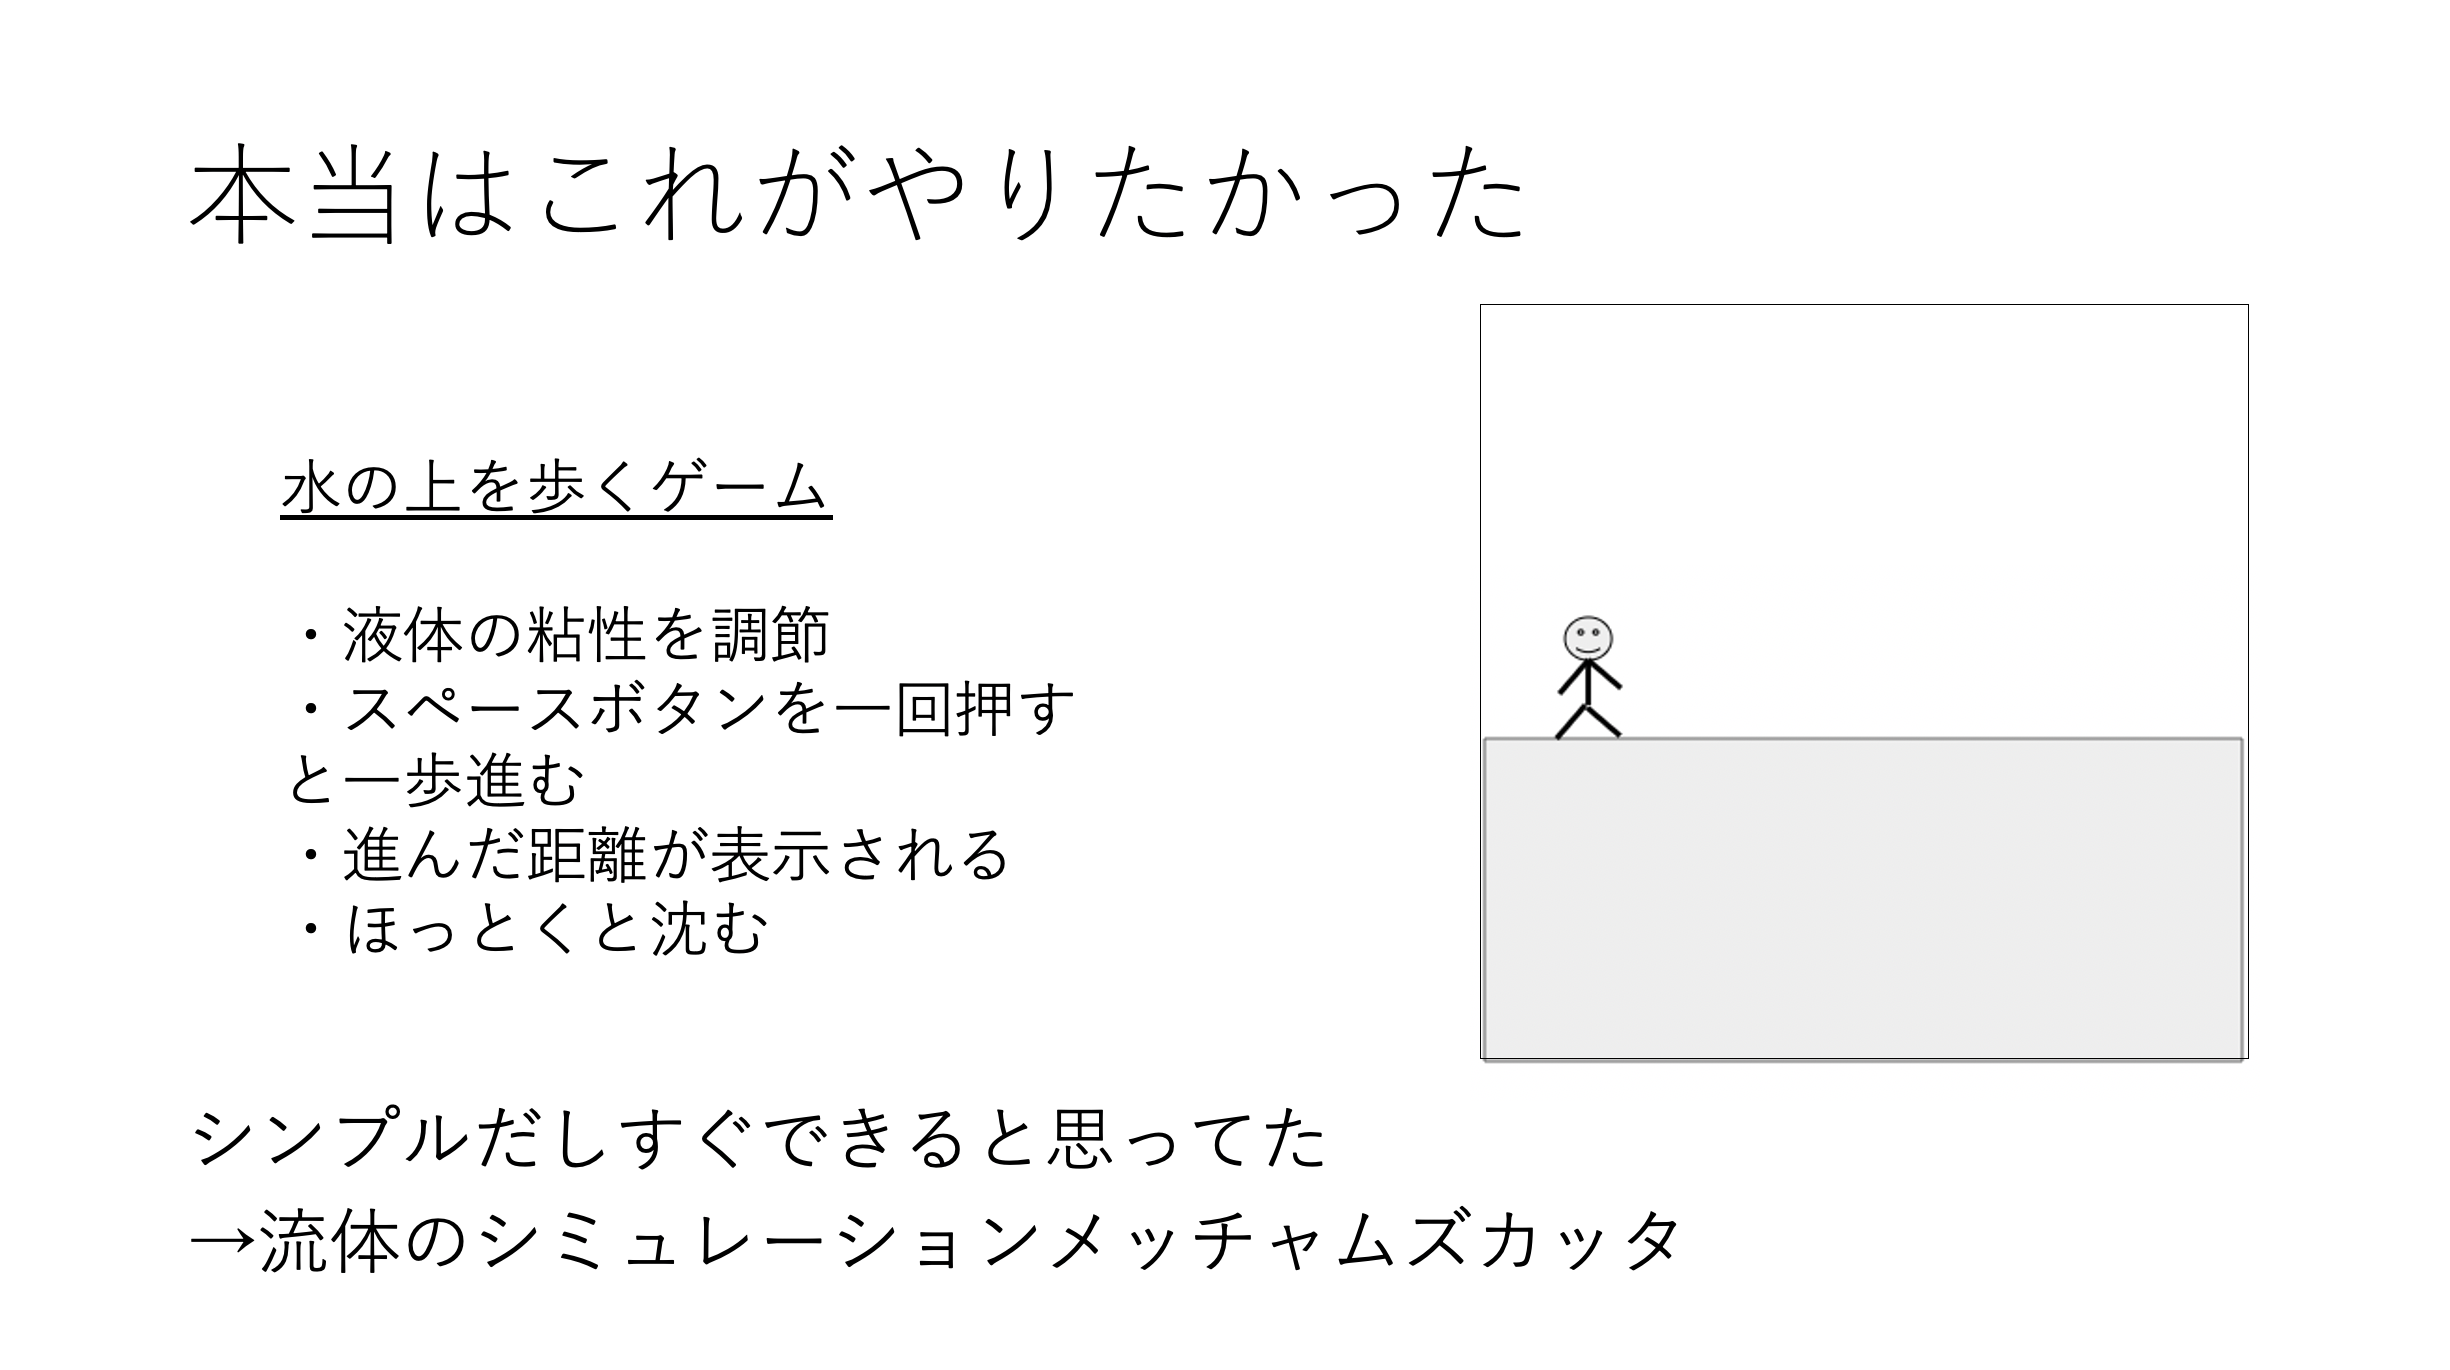 本当はこれがやりたかった
水の上を歩くゲーム
・液体の粘性を調節
・スペースボタンを一回押す
と一歩進む
・進んだ距離が表示される
・ほっとくと沈む
シンプルだしすぐできると思ってた
→流体のシミュレーションメッチャムズカッタ